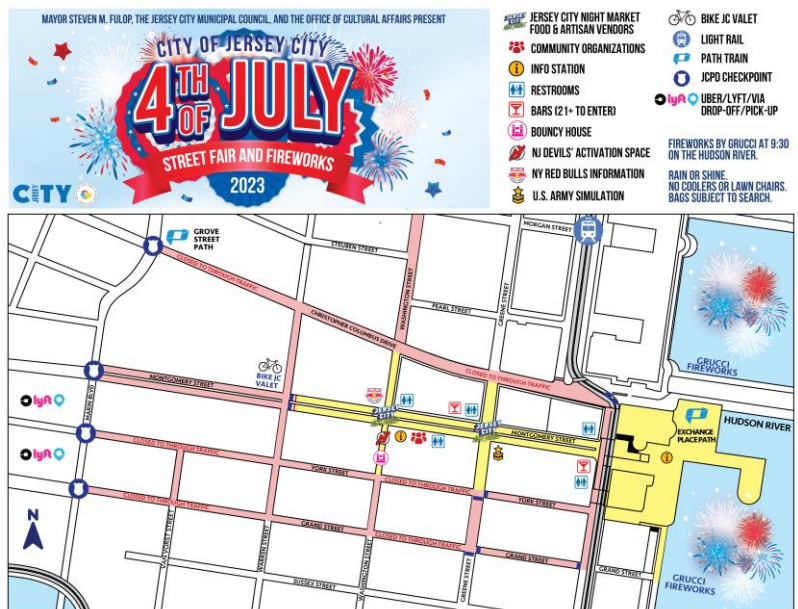 MAYOR STEVEN M. FULOP, THE JERSEY CITY MUNICIPAL COUNCIL, AND THE OFFICE OF CULTURAL AFFAIRS PRESENT
CITY OF JERSEY CITY
4TH OF JULY
STREET FAIR AND FIREWORKS
2023
JERSEY CITY
JERSEY CITY NIGHT MARKET
FOOD & ARTISAN VENDORS
COMMUNITY ORGANIZATIONS
INFO STATION
RESTROOMS
BARS (21+ TO ENTER)
BOUNCY HOUSE
NJ DEVILS' ACTIVATION SPACE
NY RED BULLS INFORMATION
U.S. ARMY SIMULATION
BIKE JC VALET
LIGHT RAIL
PATH TRAIN
JCPD CHECKPOINT
lyft UBER/LYFT/VIA
DROP-OFF/PICK-UP
FIREWORKS BY GRUCCI AT 9:30
ON THE HUDSON RIVER.
RAIN OR SHINE.
NO COOLERS OR LAWN CHAIRS.
BAGS SUBJECT TO SEARCH.
GROVE
STREET
PATH
STEUBEN STREET
MORGAN STREET
CLOSED TO THROUGH TRAFFIC
WASHINGTON STREET
GREENE STREET
PEARL STREET
CHRISTOPHER COLUMBUS DRIVE
CLOSED TO THROUGH TRAFFIC
GRUCCI
FIREWORKS
BIKE JC
VALET
MONTGOMERY STREET
MARIN BLVD
lyft
JERSEY
CITY
JERSEY
CITY
MONTGOMERY STREET
EXCHANGE
PLACE PATH
HUDSON RIVER
lyft
CLOSED TO THROUGH TRAFFIC
YORK STREET
CLOSED TO THROUGH TRAFFIC
YORK STREET
CLOSED TO THROUGH TRAFFIC
GRAND STREET
CLOSED TO THROUGH TRAFFIC
GRAND STREET
GRAND STREET
N
VAN VORST STREET
WARREN STREET
WASHINGTON STREET
GREENE STREET
SUSSEX STREET
GRUCCI
FIREWORKS